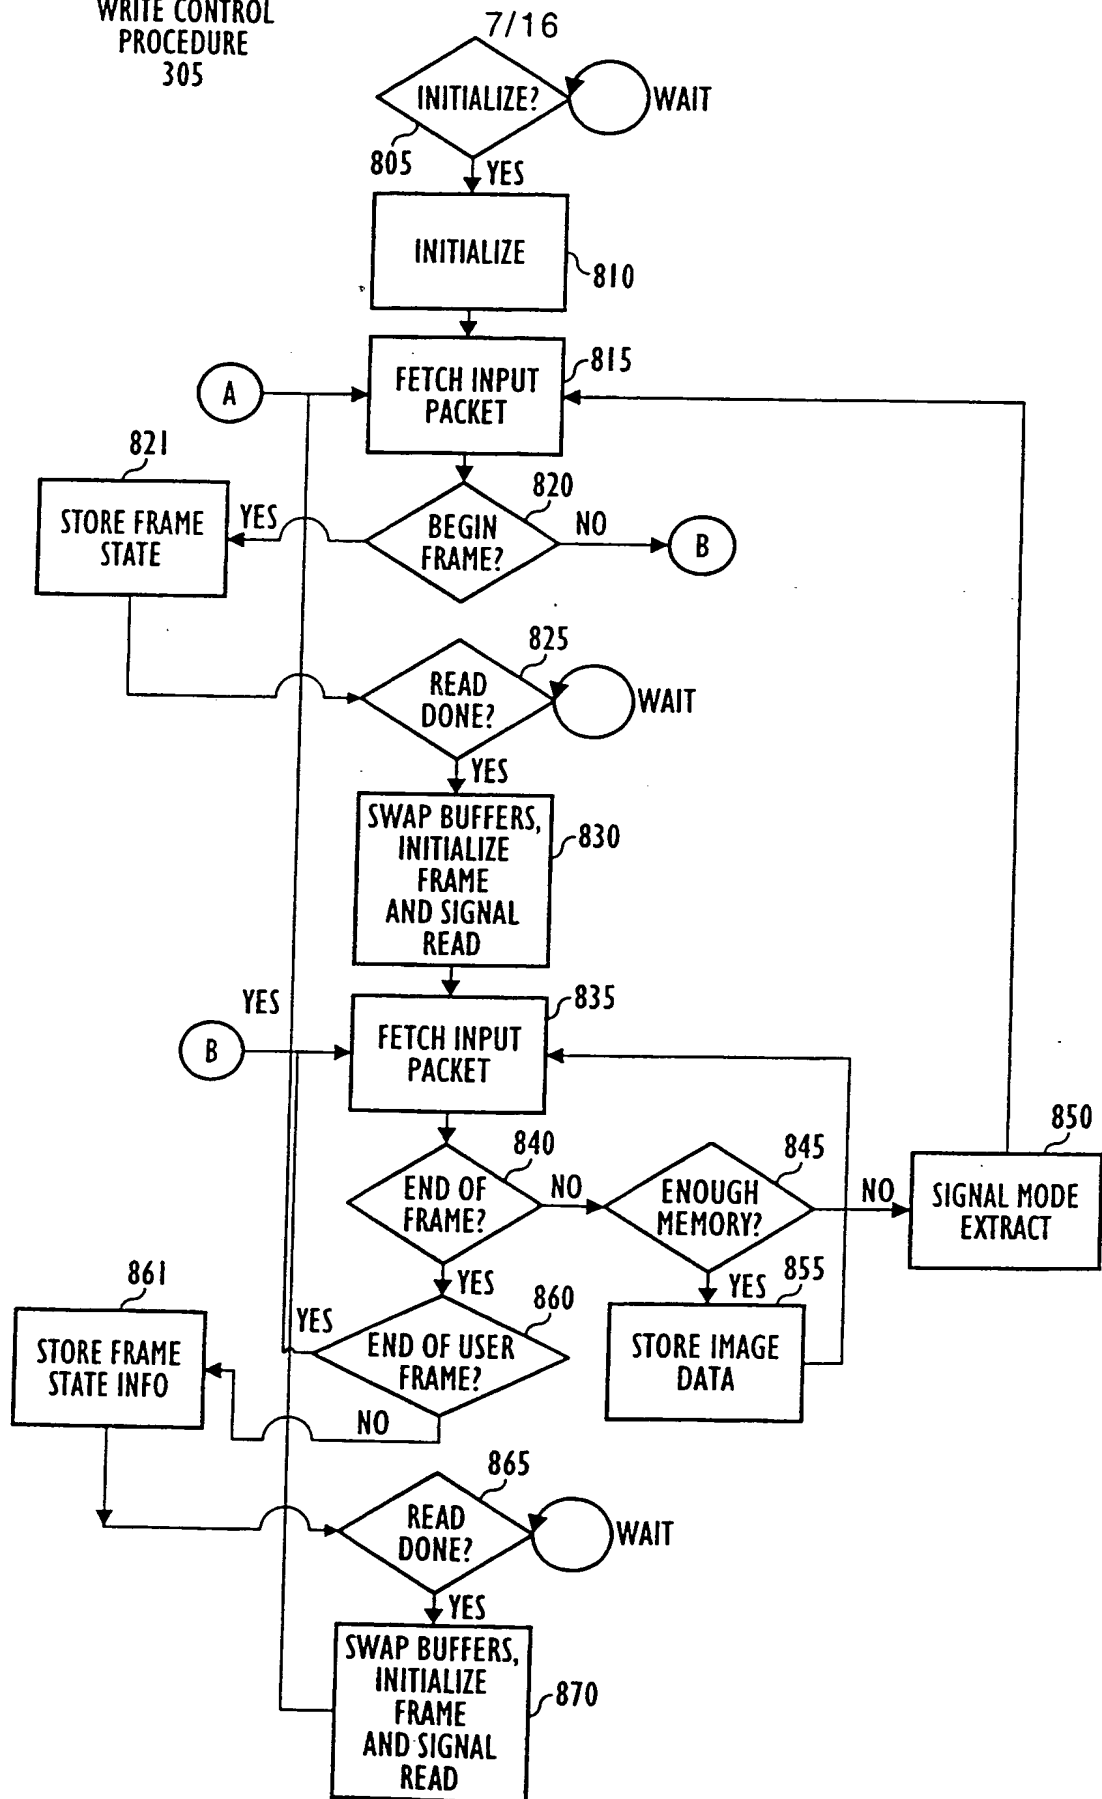 WRITE CONTROL
PROCEDURE
305
7/16
INITIALIZE?
WAIT
805
YES
INITIALIZE
810
A
FETCH INPUT
PACKET
815
821
STORE FRAME
STATE
YES
BEGIN
FRAME?
820
NO
B
825
READ
DONE?
WAIT
YES
SWAP BUFFERS,
INITIALIZE
FRAME
AND SIGNAL
READ
830
YES
B
FETCH INPUT
PACKET
835
END OF
FRAME?
840
NO
ENOUGH
MEMORY?
845
NO
850
SIGNAL MODE
EXTRACT
YES
YES
855
STORE IMAGE
DATA
861
STORE FRAME
STATE INFO
YES
END OF USER
FRAME?
860
NO
865
READ
DONE?
WAIT
YES
SWAP BUFFERS,
INITIALIZE
FRAME
AND SIGNAL
READ
870